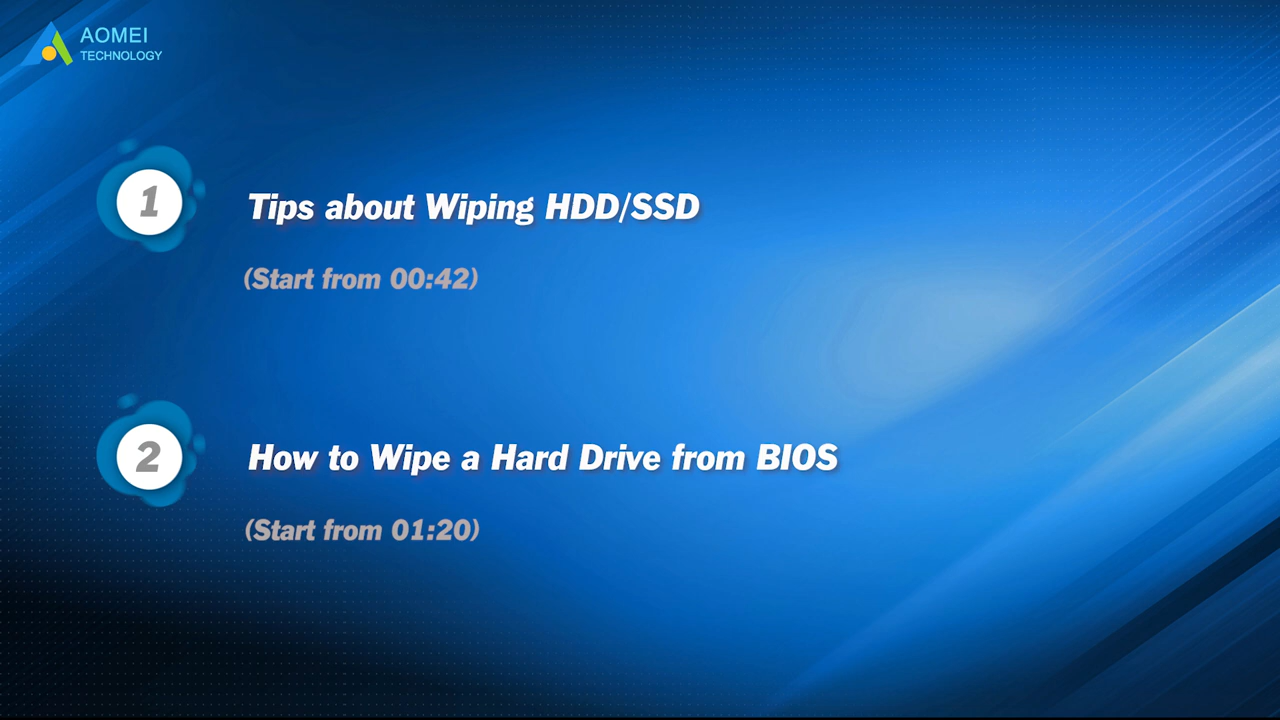 AOMEI
TECHNOLOGY
1
Tips about Wiping HDD/SSD
(Start from 00:42)
2
How to Wipe a Hard Drive from BIOS
(Start from 01:20)